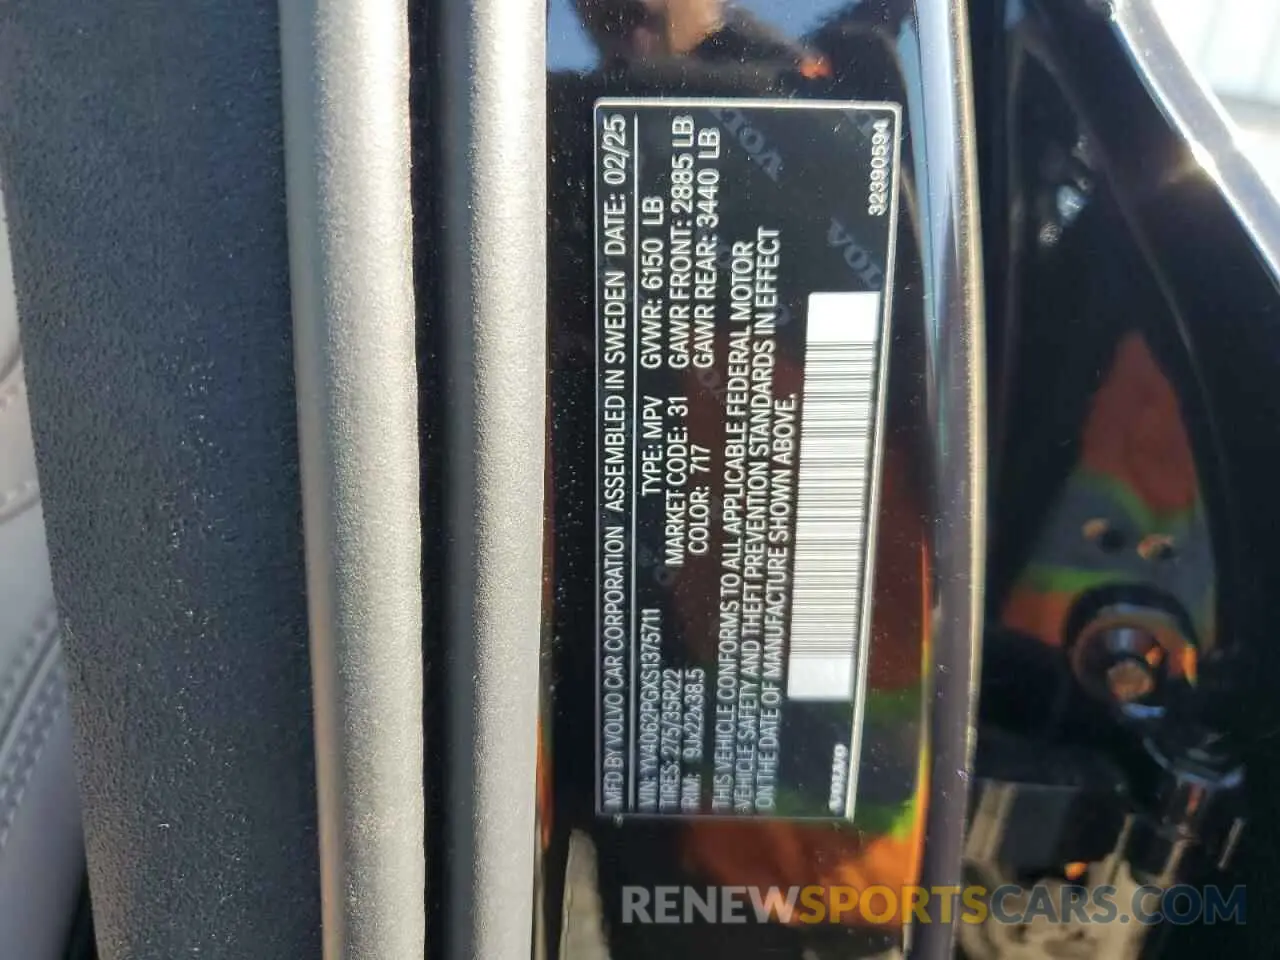 MFD BY VOLVO CAR CORPORATION ASSEMBLED IN SWEDEN DATE: 02/25
VIN: YV4062PGXS1375711 TYPE: MPV GVWR: 6150 LB
TIRES: 275/35R22 MARKET CODE: 31 GAWR FRONT: 2885 LB
RIM: 9Jx22x38.5 COLOR: 717 GAWR REAR: 3440 LB
THIS VEHICLE CONFORMS TO ALL APPLICABLE FEDERAL MOTOR
VEHICLE SAFETY AND THEFT PREVENTION STANDARDS IN EFFECT
ON THE DATE OF MANUFACTURE SHOWN ABOVE.
VOLVO
32390594
RENEWSPORTSCARS.COM